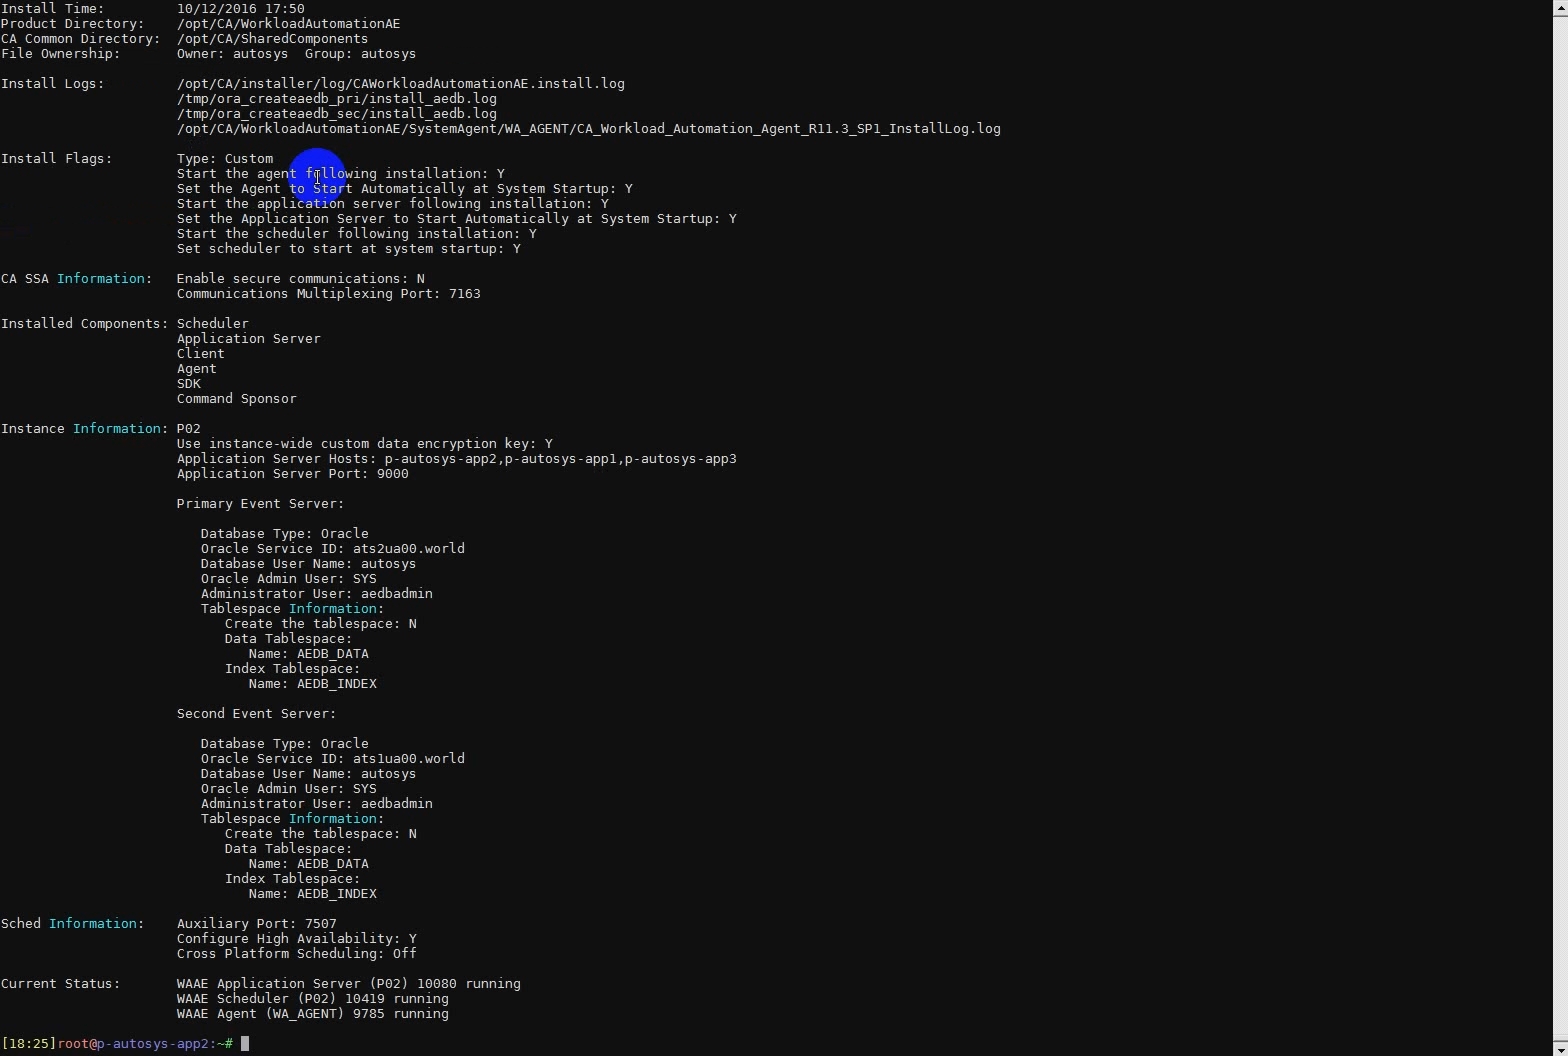 Install Time:         10/12/2016 17:50
Product Directory:    /opt/CA/WorkloadAutomationAE
CA Common Directory:  /opt/CA/SharedComponents
File Ownership:       Owner: autosys  Group: autosys

Install Logs:         /opt/CA/installer/log/CAWorkloadAutomationAE.install.log
                      /tmp/ora_createaedb_pri/install_aedb.log
                      /tmp/ora_createaedb_sec/install_aedb.log
                      /opt/CA/WorkloadAutomationAE/SystemAgent/WA_AGENT/CA_Workload_Automation_Agent_R11.3_SP1_InstallLog.log

Install Flags:        Type: Custom
                      Start the agent following installation: Y
                      Set the Agent to Start Automatically at System Startup: Y
                      Start the application server following installation: Y
                      Set the Application Server to Start Automatically at System Startup: Y
                      Start the scheduler following installation: Y
                      Set scheduler to start at system startup: Y

CA SSA Information:   Enable secure communications: N
                      Communications Multiplexing Port: 7163

Installed Components: Scheduler
                      Application Server
                      Client
                      Agent
                      SDK
                      Command Sponsor

Instance Information: P02
                      Use instance-wide custom data encryption key: Y
                      Application Server Hosts: p-autosys-app2,p-autosys-app1,p-autosys-app3
                      Application Server Port: 9000

                      Primary Event Server:

                         Database Type: Oracle
                         Oracle Service ID: ats2ua00.world
                         Database User Name: autosys
                         Oracle Admin User: SYS
                         Administrator User: aedbadmin
                         Tablespace Information:
                            Create the tablespace: N
                            Data Tablespace:
                               Name: AEDB_DATA
                            Index Tablespace:
                               Name: AEDB_INDEX

                      Second Event Server:

                         Database Type: Oracle
                         Oracle Service ID: ats1ua00.world
                         Database User Name: autosys
                         Oracle Admin User: SYS
                         Administrator User: aedbadmin
                         Tablespace Information:
                            Create the tablespace: N
                            Data Tablespace:
                               Name: AEDB_DATA
                            Index Tablespace:
                               Name: AEDB_INDEX

Sched Information:    Auxiliary Port: 7507
                      Configure High Availability: Y
                      Cross Platform Scheduling: Off

Current Status:       WAAE Application Server (P02) 10080 running
                      WAAE Scheduler (P02) 10419 running
                      WAAE Agent (WA_AGENT) 9785 running

[18:25]root@p-autosys-app2:~#